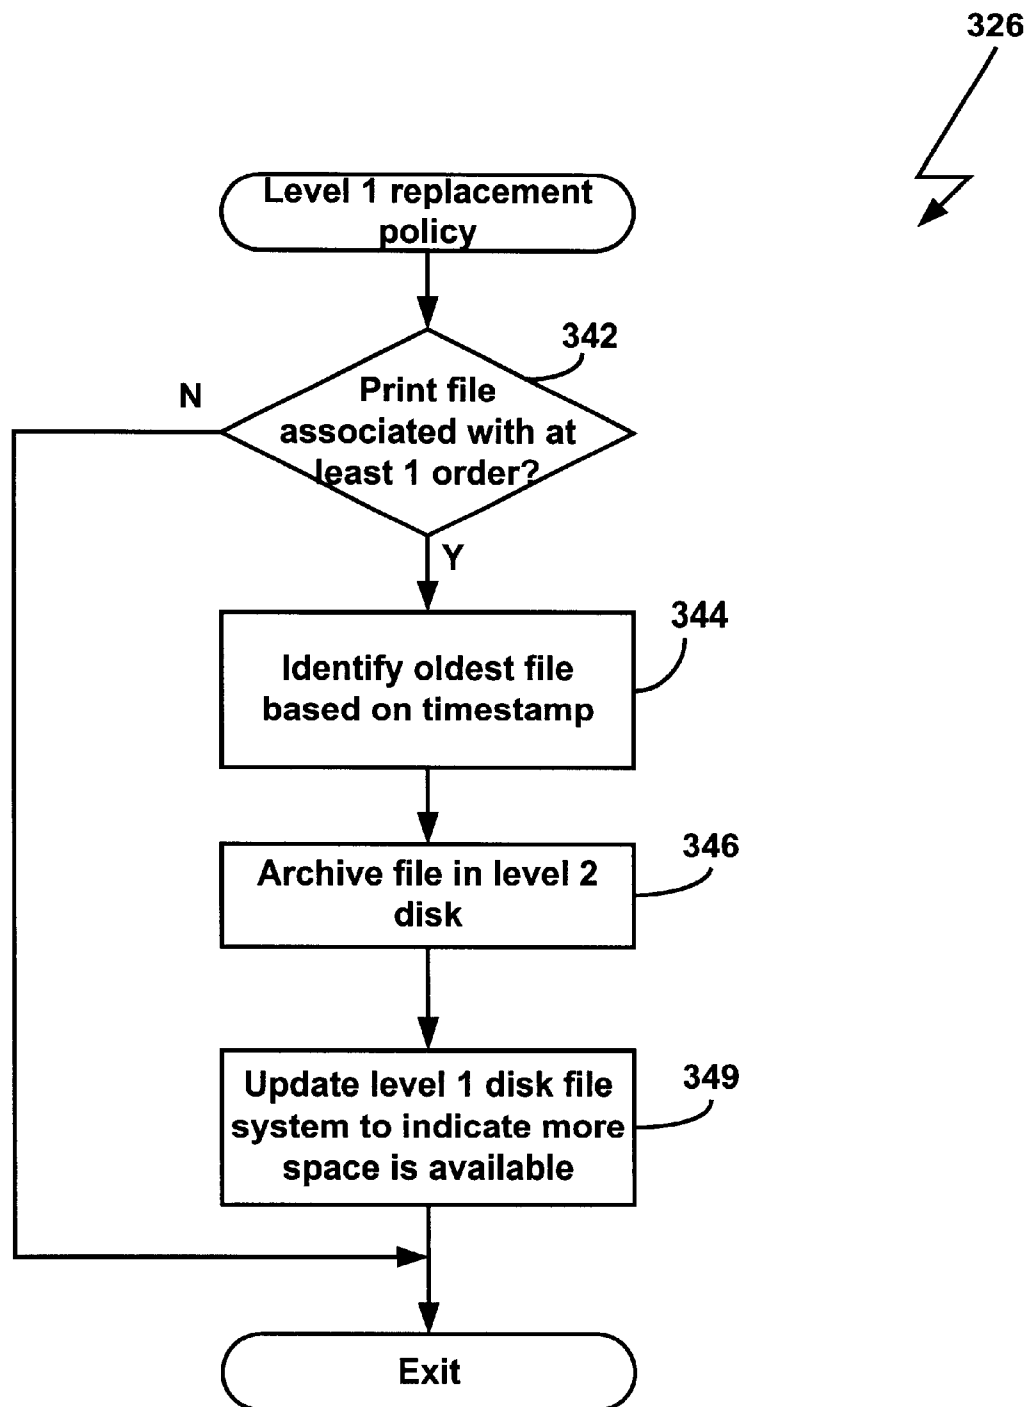 326
Level 1 replacement
policy
342
N
Print file
associated with at
least 1 order?
Y
344
Identify oldest file
based on timestamp
346
Archive file in level 2
disk
349
Update level 1 disk file
system to indicate more
space is available
Exit